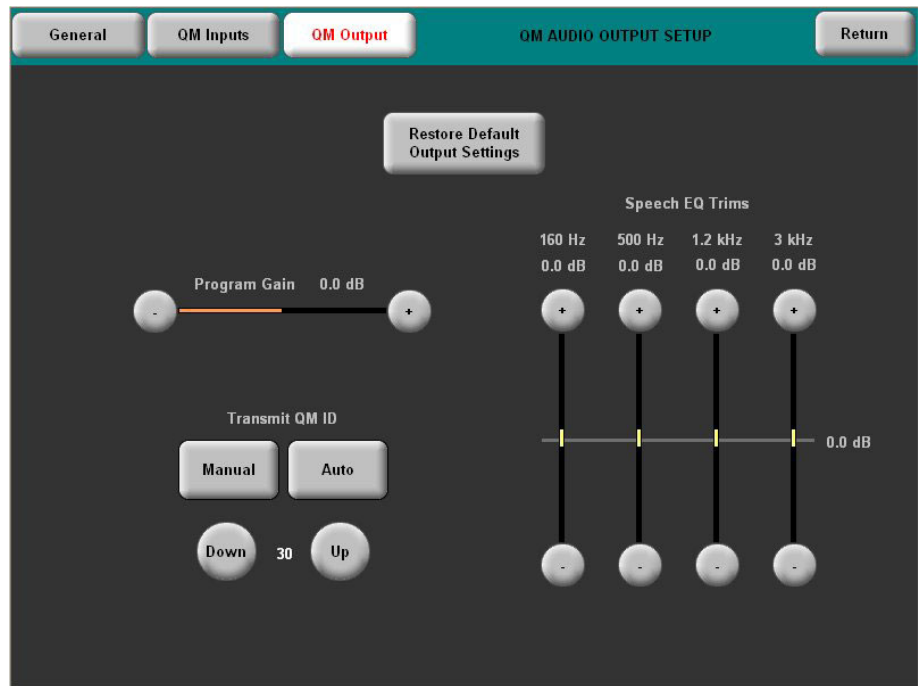 General QM Inputs QM Output QM AUDIO OUTPUT SETUP Return
Restore Default
Output Settings
Speech EQ Trims
160 Hz 500 Hz 1.2 kHz 3 kHz
0.0 dB 0.0 dB 0.0 dB 0.0 dB
Program Gain 0.0 dB
- +
+ + + +
Transmit QM ID
0.0 dB
Manual Auto
Down 30 Up
- - - -